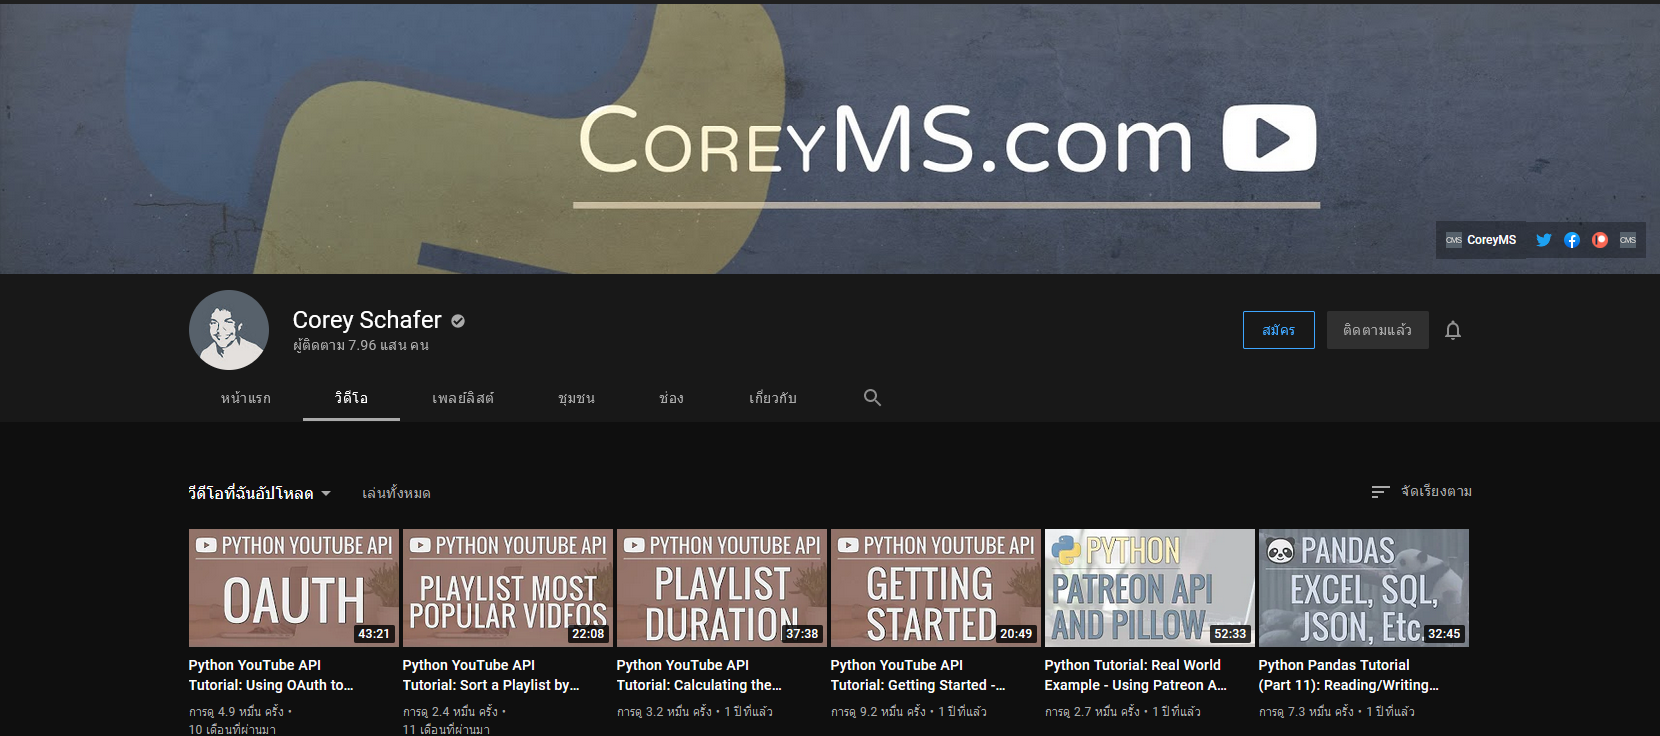 CoreyMS.com
CMS CoreyMS CMS
Corey Schafer
ผู้ติดตาม 7.96 แสน คน
สมัคร ติดตามแล้ว
หน้าแรก วิดีโอ เพลย์ลิสต์ ชุมชน ช่อง เกี่ยวกับ
วิดีโอที่ฉันอัปโหลด เล่นทั้งหมด จัดเรียงตาม
PYTHON YOUTUBE API
OAUTH
43:21
Python YouTube API
Tutorial: Using OAuth to...
การดู 4.9 หมื่น ครั้ง •
10 เดือนที่ผ่านมา
PYTHON YOUTUBE API
PLAYLIST MOST
POPULAR VIDEOS
22:08
Python YouTube API
Tutorial: Sort a Playlist by...
การดู 2.4 หมื่น ครั้ง •
11 เดือนที่ผ่านมา
PYTHON YOUTUBE API
PLAYLIST
DURATION
37:38
Python YouTube API
Tutorial: Calculating the...
การดู 3.2 หมื่น ครั้ง • 1 ปีที่แล้ว
PYTHON YOUTUBE API
GETTING
STARTED
20:49
Python YouTube API
Tutorial: Getting Started -...
การดู 9.2 หมื่น ครั้ง • 1 ปีที่แล้ว
PYTHON
PATREON API
AND PILLOW
52:33
Python Tutorial: Real World
Example - Using Patreon A...
การดู 2.7 หมื่น ครั้ง • 1 ปีที่แล้ว
PANDAS
EXCEL, SQL,
JSON, Etc.
32:45
Python Pandas Tutorial
(Part 11): Reading/Writing...
การดู 7.3 หมื่น ครั้ง • 1 ปีที่แล้ว